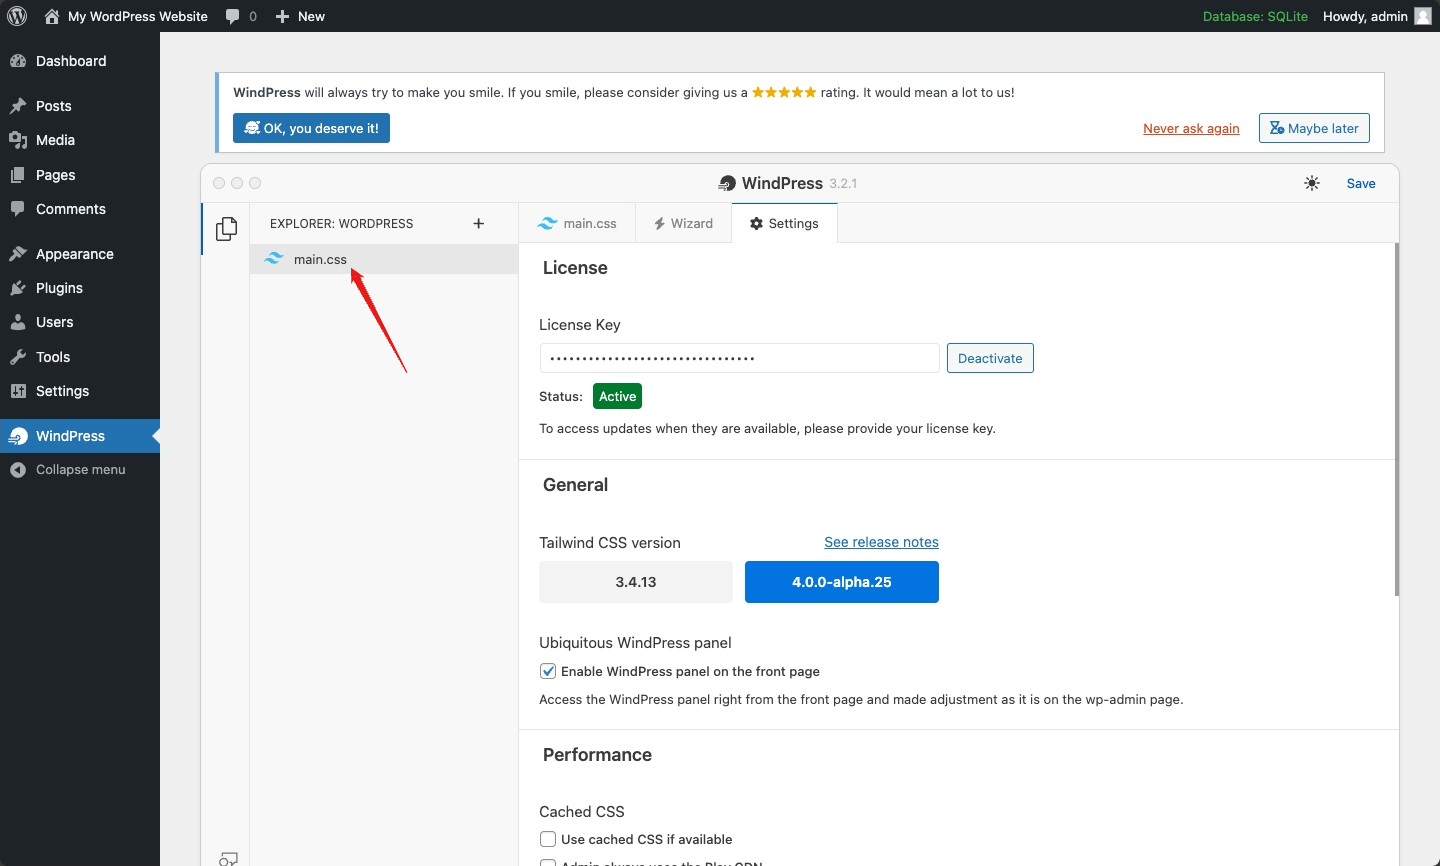 My WordPress Website 0 New Database: SQLite Howdy, admin
Dashboard
Posts
Media
Pages
Comments
Appearance
Plugins
Users
Tools
Settings
WindPress
Collapse menu
WindPress will always try to make you smile. If you smile, please consider giving us a ★★★★★ rating. It would mean a lot to us!
OK, you deserve it! Never ask again Maybe later
WindPress 3.2.1 Save
EXPLORER: WORDPRESS +
main.css
main.css Wizard Settings
License
License Key
•••••••••••••••••••••••••••••••• Deactivate
Status: Active
To access updates when they are available, please provide your license key.
General
Tailwind CSS version See release notes
3.4.13 4.0.0-alpha.25
Ubiquitous WindPress panel
Enable WindPress panel on the front page
Access the WindPress panel right from the front page and made adjustment as it is on the wp-admin page.
Performance
Cached CSS
Use cached CSS if available
Admin always uses the Play CDN